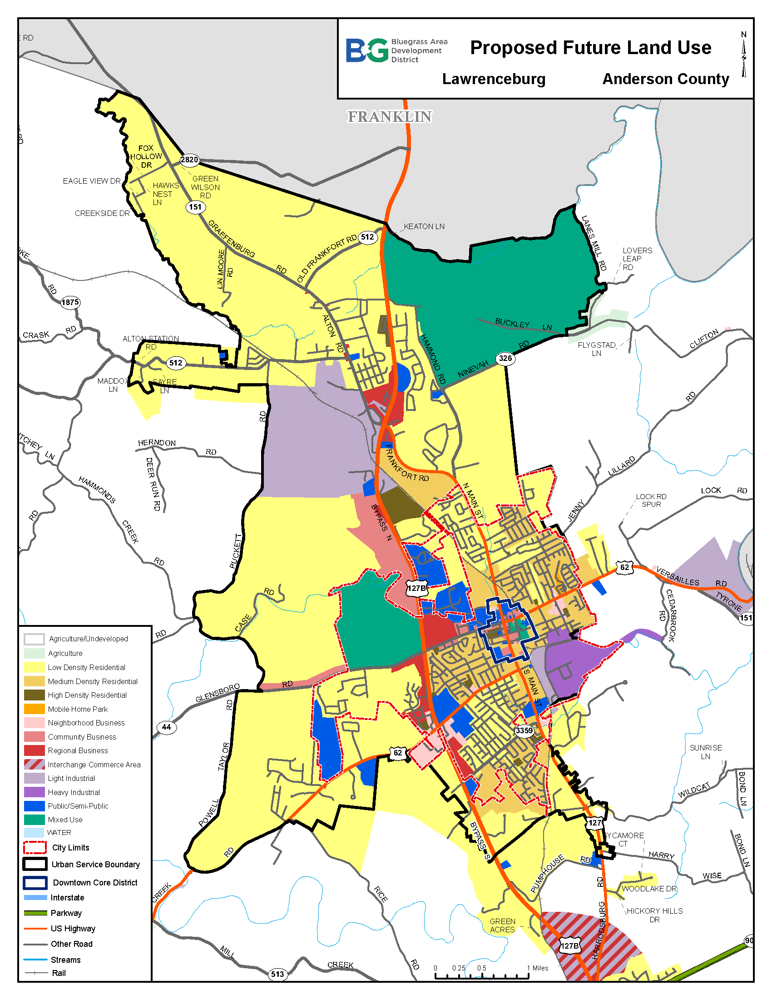 Bluegrass Area
Development
District
BG
Proposed Future Land Use
Lawrenceburg
Anderson County
N
E RD
FRANKLIN
FOX
HOLLOW
DR
2820
EAGLE VIEW DR
GREEN
WILSON
RD
HAWKS
NEST
LN
CREEKSIDE DR
151
GRAEFENBURG
RD
KEATON LN
512
OLD FRANKFORT RD
LIN MOORE
RD
LANES MILL RD
LOVERS
LEAP
RD
RD
1875
CRASK
RD
ALTON STATION
RD
ALTON
RD
BUCKLEY
LN
HAMMOND
RD
RD
FLYGSTAD
LN
CLIFTON
326
NINEVAH
512
MADDOX
LN
SAYRE
LN
RD
RD
HERNDON
RD
DEER RUN RD
LN
HAMMONDS
CREEK
RD
RD
FRANKFORT RD
N MAIN ST
LILLARD
JENNY
LOCK RD
SPUR
LOCK
RD
BYPASS N
PUCKETT
62
VERSAILLES
RD
TYRONE
151
CEDARBROOK
RD
127B
CASE
RD
RD
GLENSBORO
RD
44
S MAIN ST
3359
62
TAYLOR
RD
POWELL
RD
SUNRISE
LN
WILDCAT
BOND LN
BOND LN
127
SYCAMORE
CT
HARRY
WISE
BYPASS S
PUMPHOUSE
RD
WOODLAKE DR
HICKORY HILLS
DR
HARRODSBURG
RD
GREEN
ACRES
127B
CREEK
RICE
RD
MILL
CREEK
513
90
Agriculture/Undeveloped
Agriculture
Low Density Residential
Medium Density Residential
High Density Residential
Mobile Home Park
Neighborhood Business
Community Business
Regional Business
Interchange Commerce Area
Light Industrial
Heavy Industrial
Public/Semi-Public
Mixed Use
WATER
City Limits
Urban Service Boundary
Downtown Core District
Interstate
Parkway
US Highway
Other Road
Streams
Rail
0 0.25 0.5 1 Miles